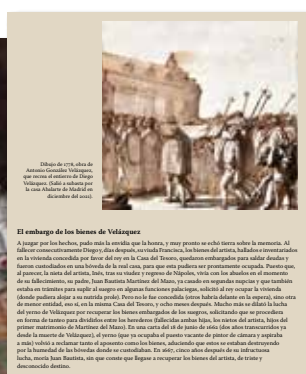 Dibujo de 1778, obra de
Antonio González Velázquez,
que recrea el entierro de Diego
Velázquez. (Salió a subasta por
la casa Abalarte de Madrid en
diciembre del 2021).
El embargo de los bienes de Velázquez
A juzgar por los hechos, pudo más la envidia que la honra, y muy pronto se echó tierra sobre la memoria. Al
fallecer consecutivamente Diego y, días después, su viuda Francisca, los bienes del artista, hallados e inventariados
en la vivienda concedida por favor del rey en la Casa del Tesoro, quedaron embargados para saldar deudas y
fueron custodiados en una bóveda de la real casa, para que esta pudiera ser prontamente ocupada. Puesto que,
al parecer, la nieta del artista, Inés, tras su viudez y regreso de Nápoles, vivía con los abuelos en el momento
de su fallecimiento, su padre, Juan Bautista Martínez del Mazo, ya casado en segundas nupcias y que también
estaba en trámites para suplir al suegro en algunas funciones palaciegas, solicitó al rey ocupar la vivienda
(donde pudiera alojar a su nutrida prole). Pero no le fue concedida (otros habría delante en la espera), sino otra
de menor entidad, eso sí, en la misma Casa del Tesoro, y ocho meses después. Mucho más se dilató la lucha
del yerno de Velázquez por recuperar los bienes embargados de los suegros, solicitando que se procediera
en forma de tanteo para dividirlos entre los herederos (fallecidas ambas hijas, los nietos del artista, hijos del
primer matrimonio de Martínez del Mazo). En una carta del de 1662 (dos años transcurridos ya
desde la muerte de Velázquez), el yerno (que ya ocupaba el puesto vacante de pintor de cámara y aspiraba
a más) volvió a reclamar tanto el aposento como los bienes, aduciendo que estos se estaban destruyendo
por la humedad de las bóvedas donde se custodiaban. En 1667, cinco años después de su infructuosa
lucha, moría Juan Bautista, sin que conste que llegase a recuperar los bienes del artista, de triste y
desconocido destino.